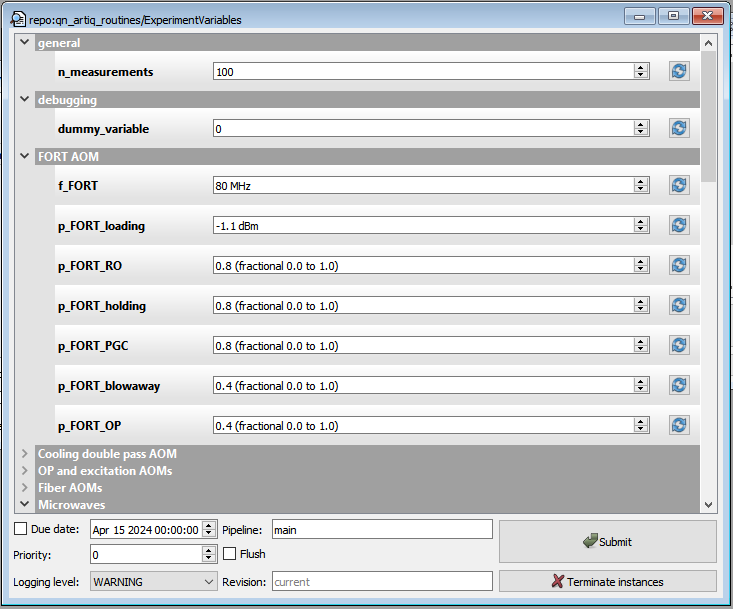 repo:qn_artiq_routines/ExperimentVariables
general
n_measurements 100
debugging
dummy_variable 0
FORT AOM
f_FORT 80 MHz
p_FORT_loading -1.1 dBm
p_FORT_RO 0.8 (fractional 0.0 to 1.0)
p_FORT_holding 0.8 (fractional 0.0 to 1.0)
p_FORT_PGC 0.8 (fractional 0.0 to 1.0)
p_FORT_blowaway 0.4 (fractional 0.0 to 1.0)
p_FORT_OP 0.4 (fractional 0.0 to 1.0)
Cooling double pass AOM
OP and excitation AOMs
Fiber AOMs
Microwaves
Due date: Apr 15 2024 00:00:00 Pipeline: main
Submit
Priority: 0 Flush
Logging level: WARNING Revision: current
Terminate instances